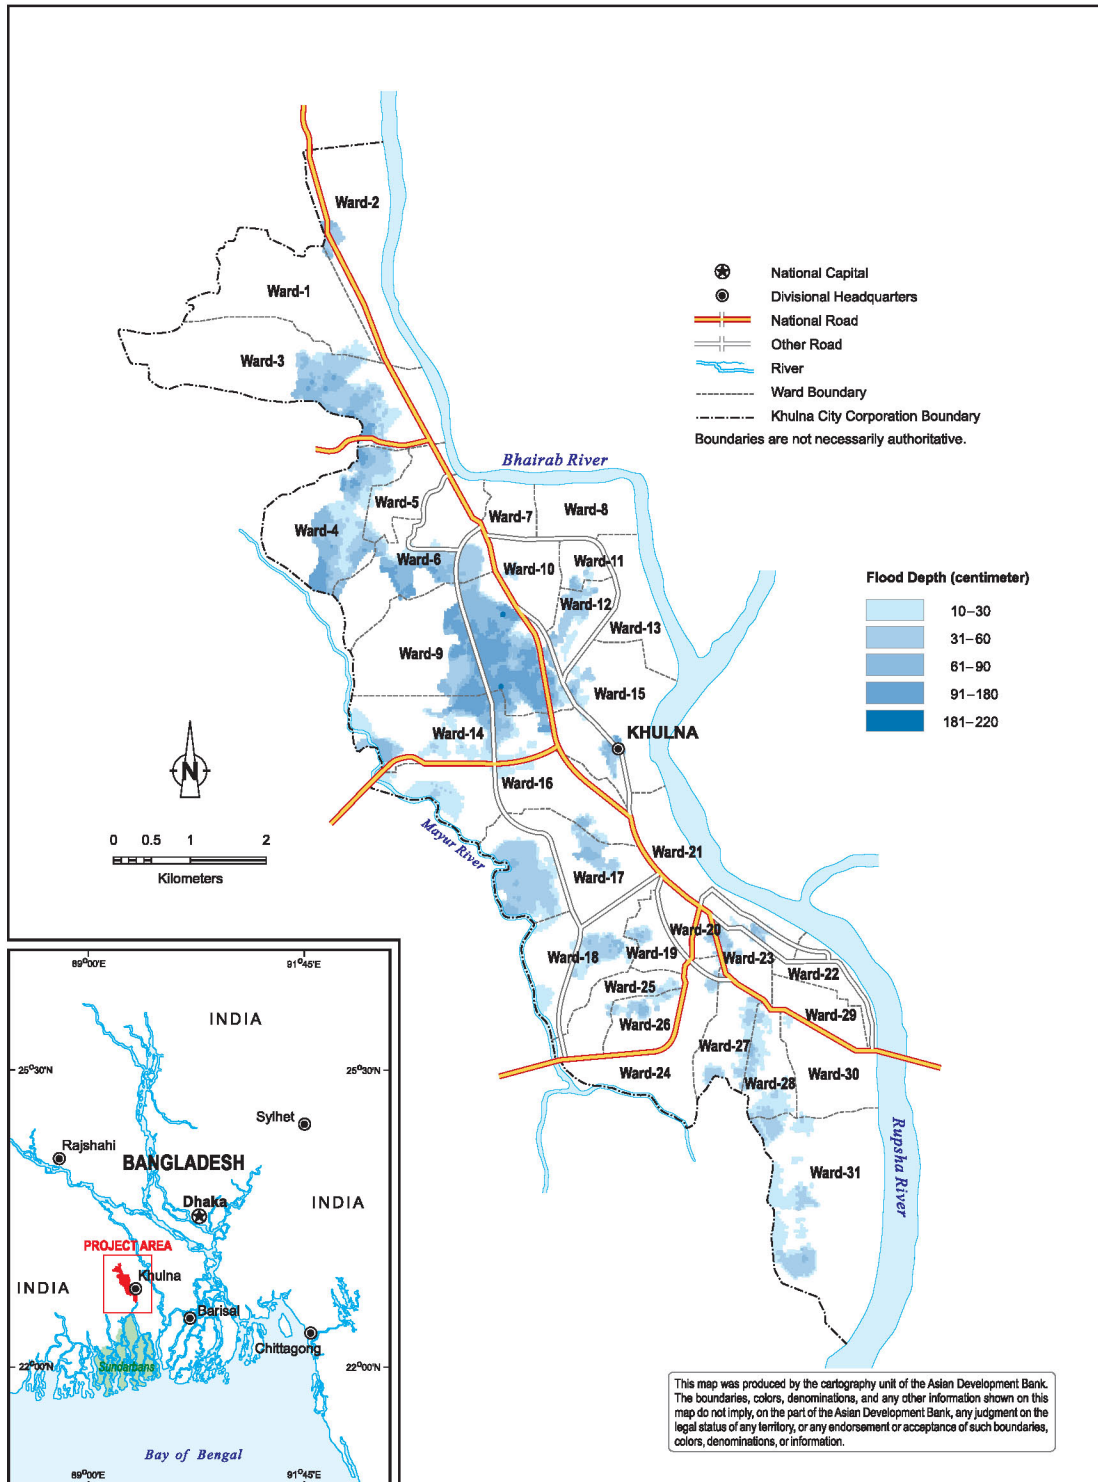 Ward-2
Ward-1
Ward-3
National Capital
Divisional Headquarters
National Road
Other Road
River
Ward Boundary
Khulna City Corporation Boundary
Boundaries are not necessarily authoritative.
Bhairab River
Ward-5
Ward-7
Ward-8
Ward-4
Ward-6
Ward-10
Ward-11
Ward-12
Ward-13
Ward-9
Ward-15
Flood Depth (centimeter)
10–30
31–60
61–90
91–180
181–220
KHULNA
Ward-14
Ward-16
N
0 0.5 1 2
Kilometers
Mayur River
Ward-21
Ward-17
Ward-20
Ward-18
Ward-19
Ward-23
Ward-22
Ward-25
Ward-26
Ward-29
Ward-27
Ward-24
Ward-28
Ward-30
Ward-31
Rupsha River
89°00'E
91°45'E
INDIA
25°30'N
25°30'N
Sylhet
Rajshahi
BANGLADESH
Dhaka
INDIA
PROJECT AREA
Khulna
INDIA
Barisal
Chittagong
22°00'N
Sundarbans
22°00'N
Bay of Bengal
89°00'E
91°45'E
This map was produced by the cartography unit of the Asian Development Bank.
The boundaries, colors, denominations, and any other information shown on this
map do not imply, on the part of the Asian Development Bank, any judgment on the
legal status of any territory, or any endorsement or acceptance of such boundaries,
colors, denominations, or information.